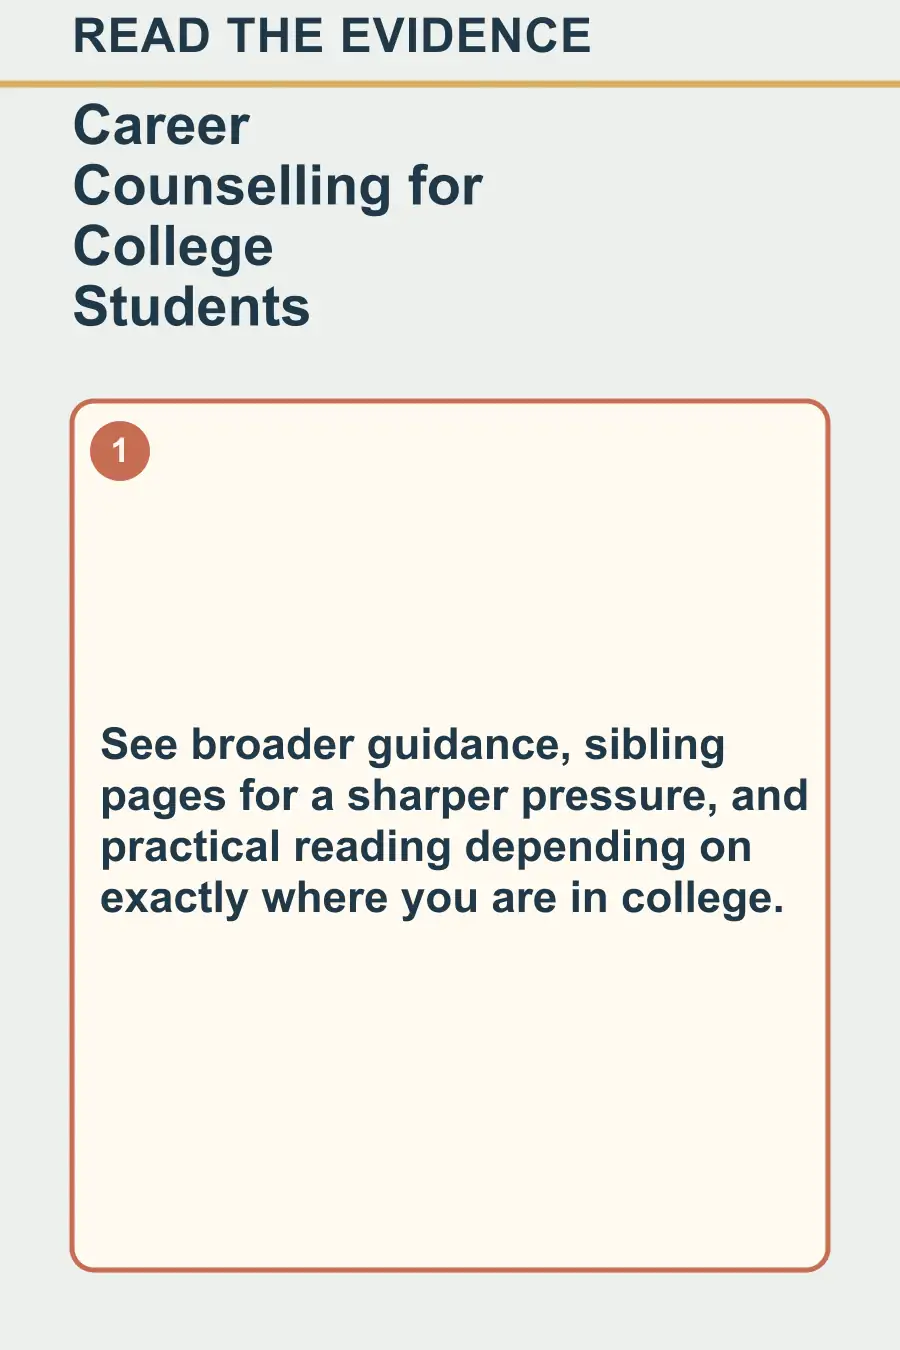 READ THE EVIDENCE
Career
Counselling for
College
Students
1
See broader guidance, sibling
pages for a sharper pressure, and
practical reading depending on
exactly where you are in college.